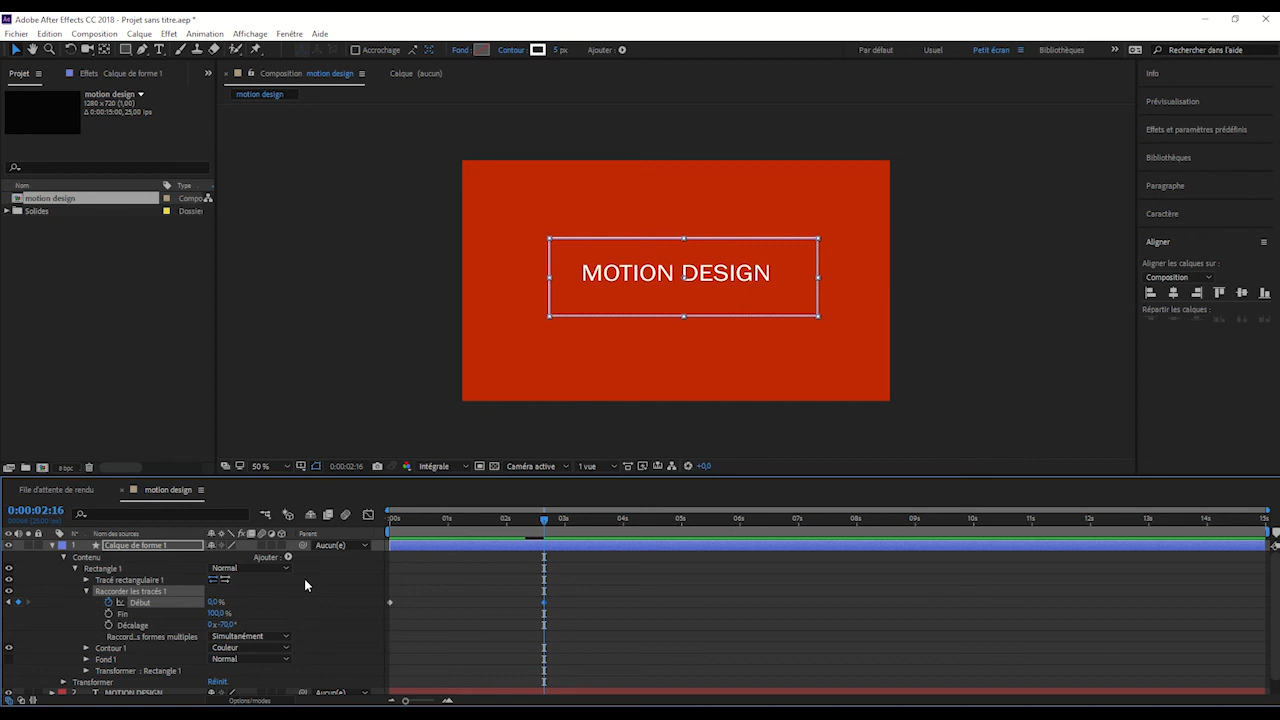 Adobe After Effects CC 2018 - Projet sans titre.aep *
Fichier Edition Composition Calque Effet Animation Affichage Fenêtre Aide
Accrochage Fond : Contour : 5 px Ajouter : Par défaut Usuel Petit écran Bibliothèques Rechercher dans l'aide
Projet Effets Calque de forme 1 Composition motion design Calque (aucun) Info
motion design
1280 x 720 (1,00)
Δ 0:00:15:00, 25,00 ips
motion design
Prévisualisation
Effets et paramètres prédéfinis
Bibliothèques
Paragraphe
Caractère
Aligner
Aligner les calques sur :
Composition
Répartir les calques :
Nom Type
motion design Compo
Solides Dossier
MOTION DESIGN
8 bpc 50 % 0:00:02:16 Intégrale Caméra active 1 vue +0,0
File d'attente de rendu motion design
0:00:02:16
00066 (25.00 ips)
:00s 01s 02s 03s 04s 05s 06s 07s 08s 09s 10s 11s 12s 13s 14s 15s
N° Nom des sources Parent
1 Calque de forme 1 Aucun(e)
Contenu Ajouter :
Rectangle 1 Normal
Tracé rectangulaire 1
Raccorder les tracés 1
Début 0,0 %
Fin 100,0 %
Décalage 0 x -70,0°
Raccord...s formes multiples Simultanément
Contour 1 Couleur
Fond 1 Normal
Transformer : Rectangle 1
Transformer Réinit.
2 T MOTION DESIGN Aucun(e)
Options/modes